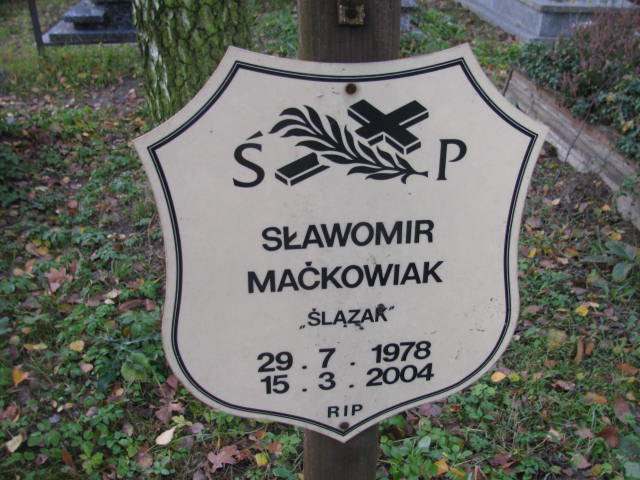 Ś P
SŁAWOMIR
MAĆKOWIAK
„ŚLĄZAK"
29 . 7 . 1978
15 . 3 . 2004
RIP